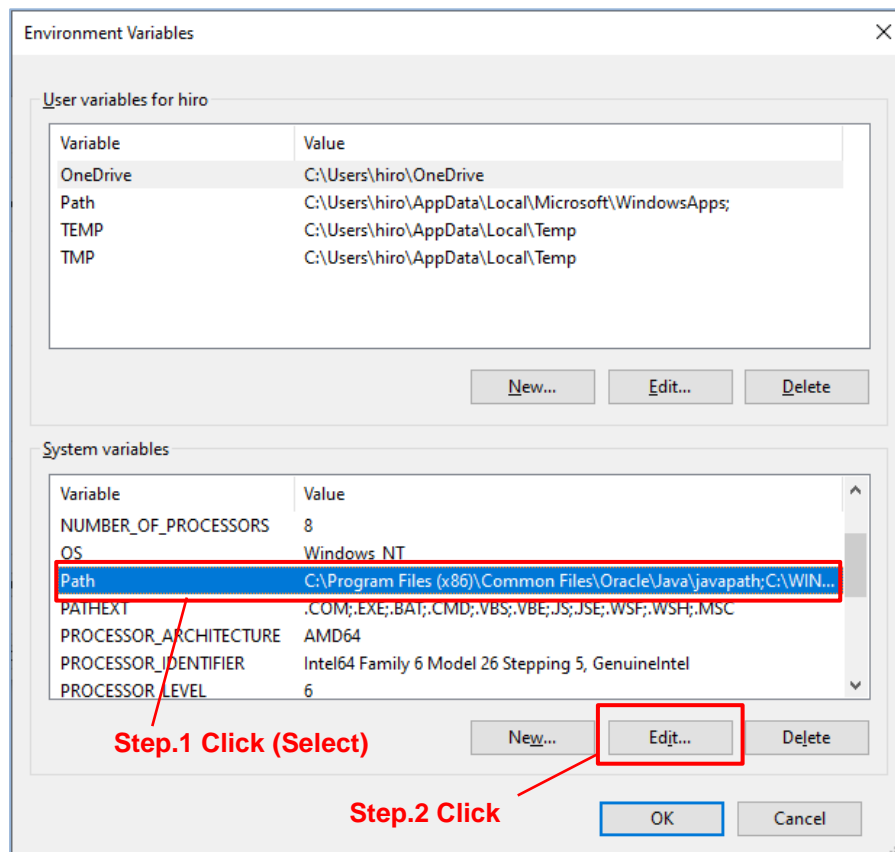 Environment Variables
User variables for hiro
Variable Value
OneDrive C:\Users\hiro\OneDrive
Path C:\Users\hiro\AppData\Local\Microsoft\WindowsApps;
TEMP C:\Users\hiro\AppData\Local\Temp
TMP C:\Users\hiro\AppData\Local\Temp
New... Edit... Delete
System variables
Variable Value
NUMBER_OF_PROCESSORS 8
OS Windows_NT
Path C:\Program Files (x86)\Common Files\Oracle\Java\javapath;C:\WIN...
PATHEXT .COM;.EXE;.BAT;.CMD;.VBS;.VBE;.JS;.JSE;.WSF;.WSH;.MSC
PROCESSOR_ARCHITECTURE AMD64
PROCESSOR_IDENTIFIER Intel64 Family 6 Model 26 Stepping 5, GenuineIntel
PROCESSOR_LEVEL 6
Step.1 Click (Select)
New... Edit... Delete
Step.2 Click
OK Cancel